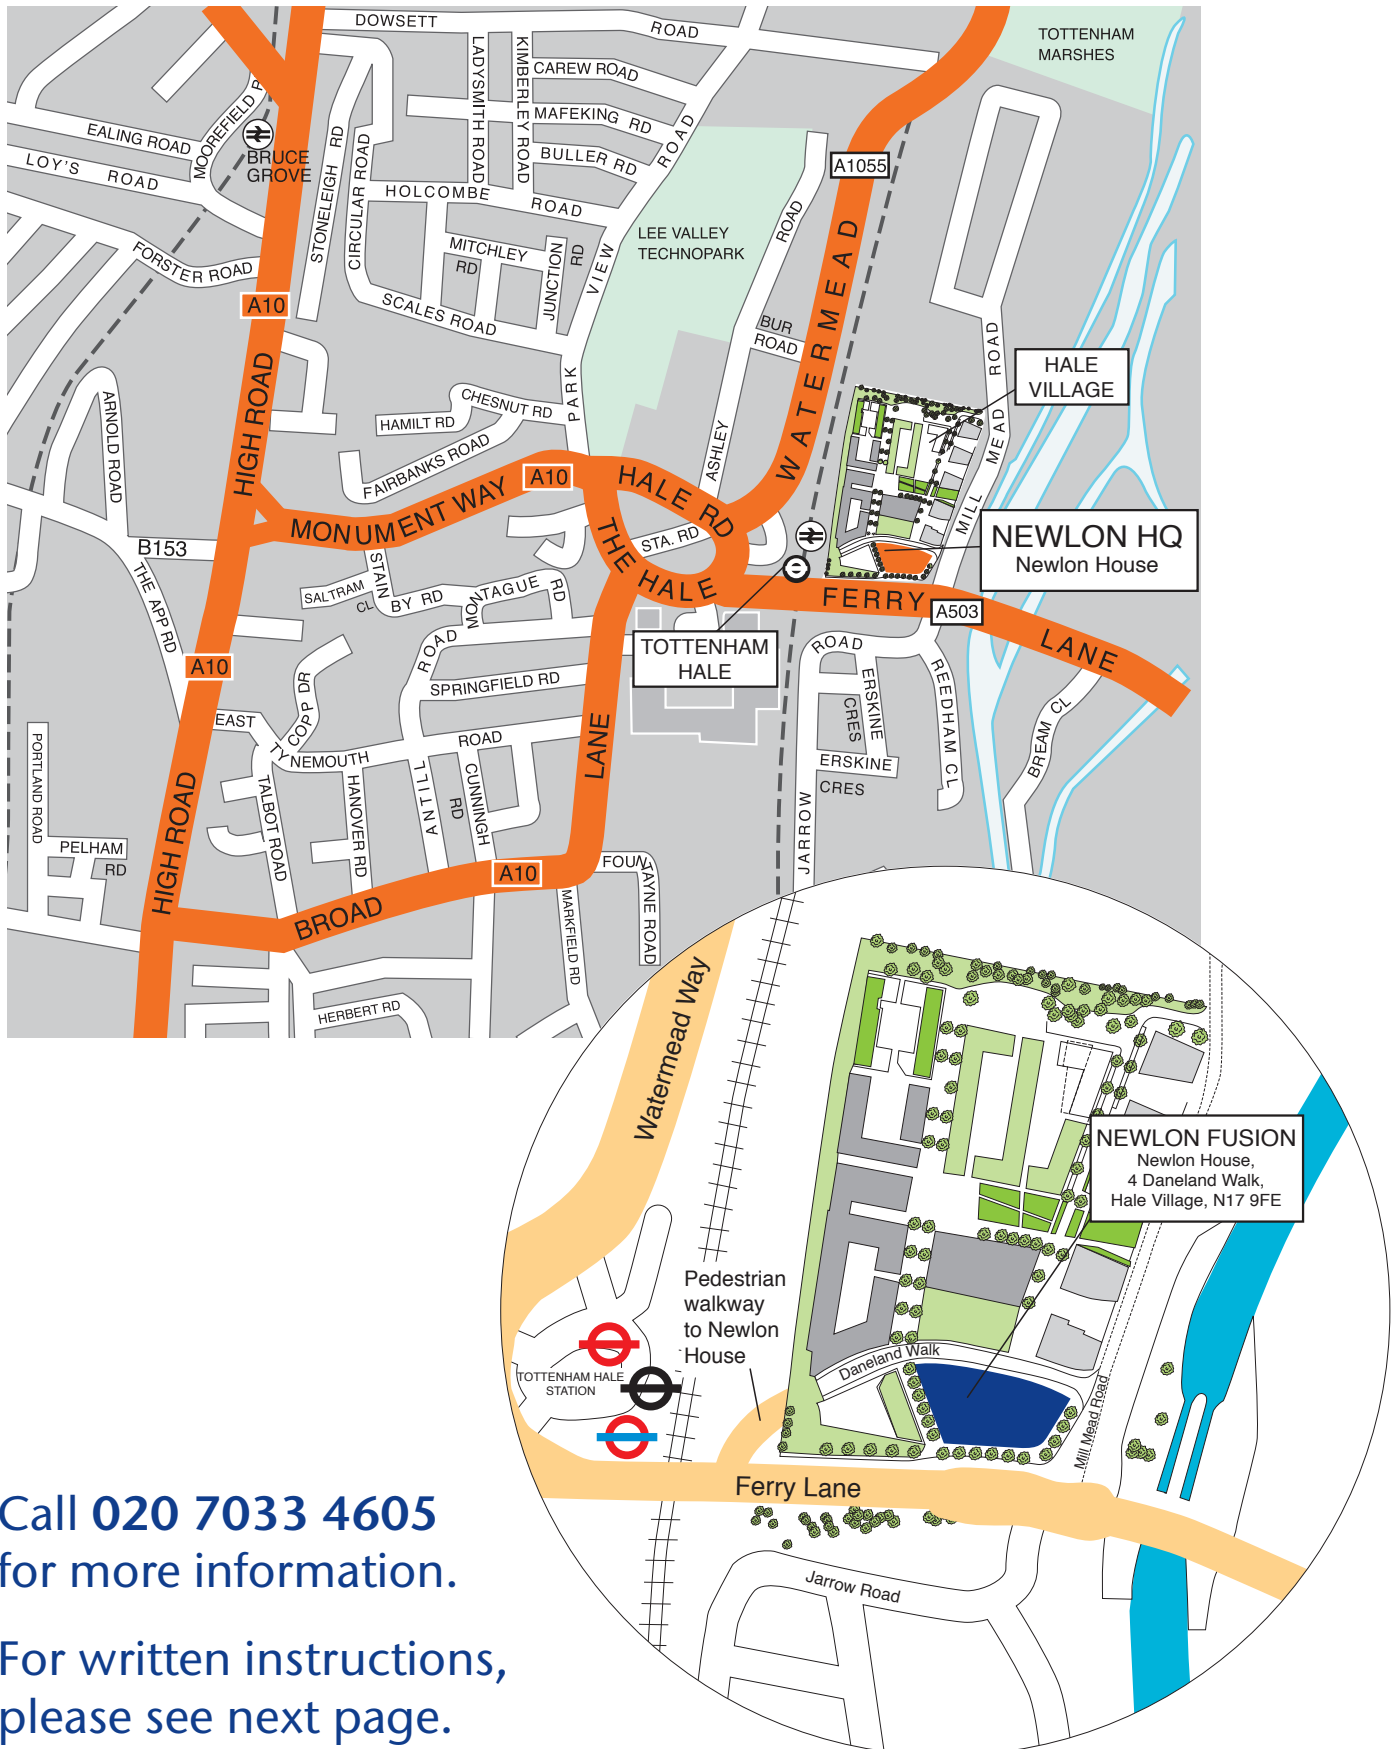 DOWSETT
ROAD
TOTTENHAM
MARSHES
LADYSMITH ROAD
KIMBERLEY ROAD
CAREW ROAD
MAFEKING RD
BULLER RD
EALING ROAD
MOOREFIELD
LOY'S ROAD
BRUCE
GROVE
STONELEIGH RD
CIRCULAR ROAD
HOLCOMBE ROAD
MITCHLEY
RD
JUNCTION
RD
PARK VIEW ROAD
LEE VALLEY
TECHNOPARK
A1055
FORSTER ROAD
A10
SCALES ROAD
WATERMEAD
BUR
ROAD
ASHLEY ROAD
MILL MEAD ROAD
HALE
VILLAGE
HIGH ROAD
ARNOLD ROAD
CHESNUT RD
HAMILT RD
FAIRBANKS ROAD
A10
MONUMENT WAY
HALE RD
THE HALE
STA. RD
NEWLON HQ
Newlon House
B153
THE APP RD
SALTRAM
CL
STAIN
BY RD
MON
TAGUE
RD
FERRY
A503
LANE
TOTTENHAM
HALE
A10
ROAD
SPRINGFIELD RD
COPP DR
EAST
TY
NEMOUTH
ROAD
ANTILL
CUNNINGH
RD
HANOVER RD
TALBOT ROAD
PORTLAND ROAD
PELHAM
RD
HIGH ROAD
LANE
A10
BROAD
FOUN
TAYNE ROAD
MARKFIELD RD
HERBERT RD
ROAD
JARROW
ERSKINE
CRES
ERSKINE
CRES
REEDHAM CL
BREAM CL
Watermead Way
NEWLON FUSION
Newlon House,
4 Daneland Walk,
Hale Village, N17 9FE
Pedestrian
walkway
to Newlon
House
TOTTENHAM HALE
STATION
Daneland Walk
Mill Mead Road
Ferry Lane
Jarrow Road
Call 020 7033 4605
for more information.
For written instructions,
please see next page.